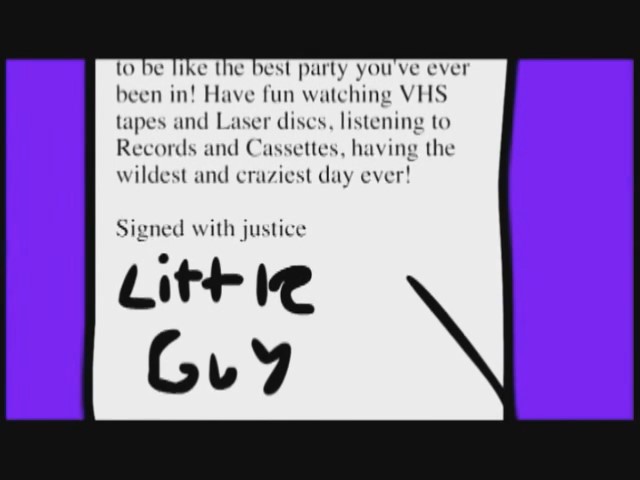 to be like the best party you've ever
been in! Have fun watching VHS
tapes and Laser discs, listening to
Records and Cassettes, having the
wildest and craziest day ever!
Signed with justice
Little
Guy